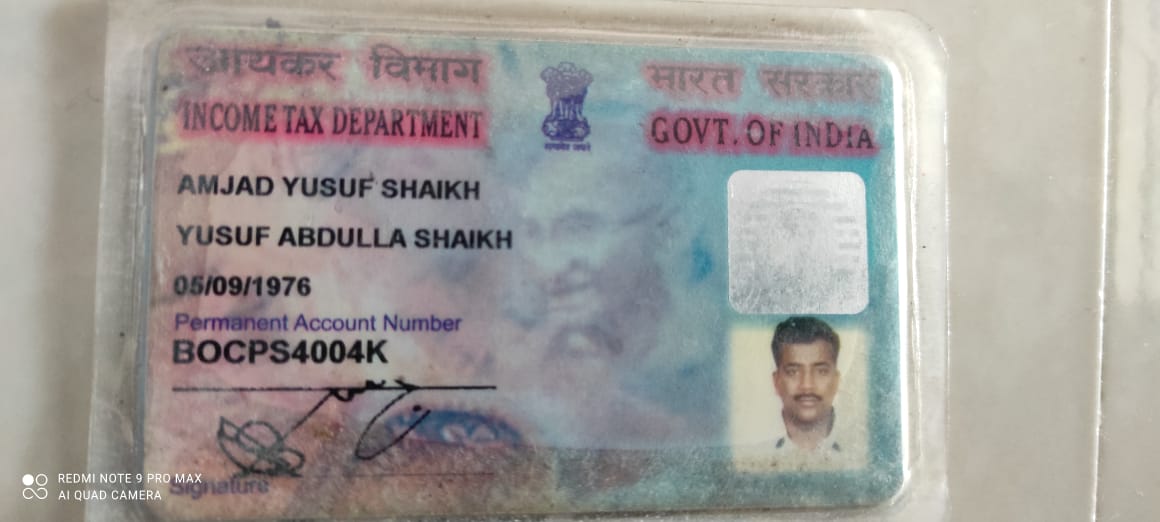 आयकर विभाग
INCOME TAX DEPARTMENT
भारत सरकार
GOVT. OF INDIA
सत्यमेव जयते
AMJAD YUSUF SHAIKH
YUSUF ABDULLA SHAIKH
05/09/1976
Permanent Account Number
BOCPS4004K
Signature
REDMI NOTE 9 PRO MAX
AI QUAD CAMERA